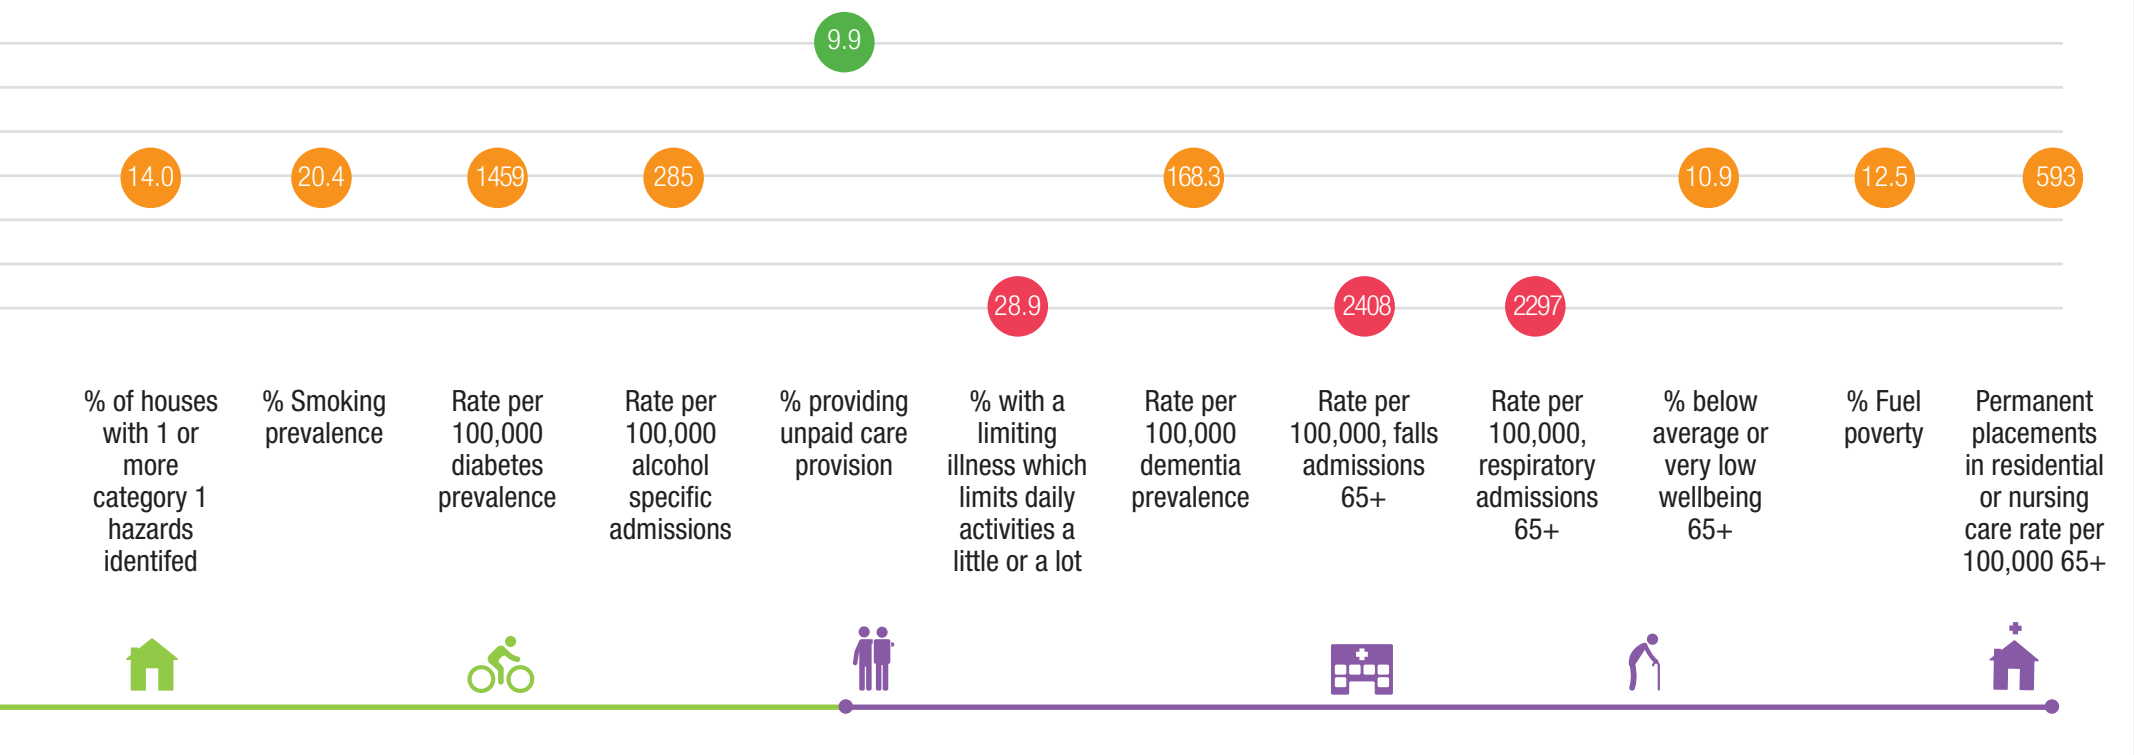 9.9
14.0
20.4
1459
285
168.3
10.9
12.5
593
28.9
2408
2297
% of houses
with 1 or
more
category 1
hazards
identifed
% Smoking
prevalence
Rate per
100,000
diabetes
prevalence
Rate per
100,000
alcohol
specific
admissions
% providing
unpaid care
provision
% with a
limiting
illness which
limits daily
activities a
little or a lot
Rate per
100,000
dementia
prevalence
Rate per
100,000, falls
admissions
65+
Rate per
100,000,
respiratory
admissions
65+
% below
average or
very low
wellbeing
65+
% Fuel
poverty
Permanent
placements
in residential
or nursing
care rate per
100,000 65+